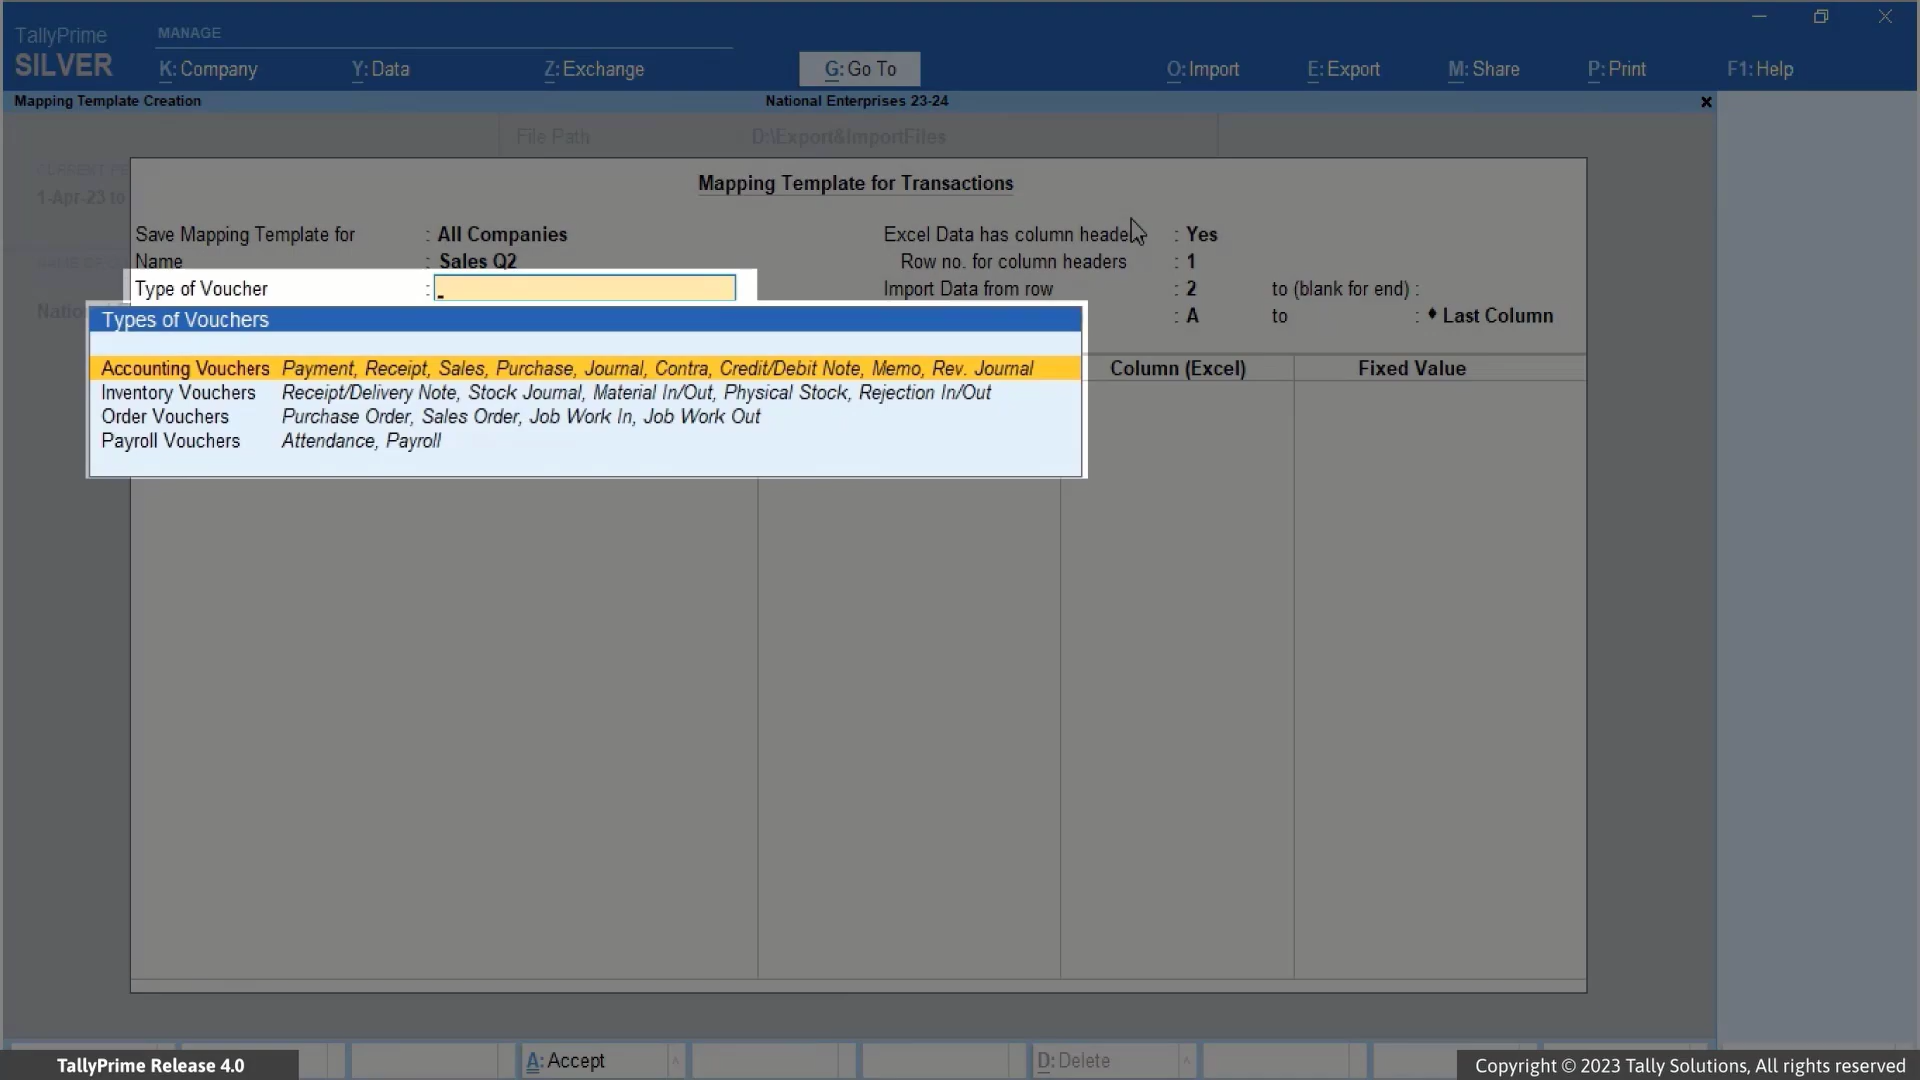 TallyPrime
SILVER
MANAGE
K: Company
Y: Data
Z: Exchange
G: Go To
O: Import
E: Export
M: Share
P: Print
F1: Help
Mapping Template Creation
National Enterprises 23-24
File Path D:\Export&ImportFiles
1-Apr-23 to
Mapping Template for Transactions
Save Mapping Template for : All Companies
Name : Sales Q2
Type of Voucher :
Excel Data has column header : Yes
Row no. for column headers : 1
Import Data from row : 2 to (blank for end) :
: A to : ♦ Last Column
Types of Vouchers
Accounting Vouchers Payment, Receipt, Sales, Purchase, Journal, Contra, Credit/Debit Note, Memo, Rev. Journal
Inventory Vouchers Receipt/Delivery Note, Stock Journal, Material In/Out, Physical Stock, Rejection In/Out
Order Vouchers Purchase Order, Sales Order, Job Work In, Job Work Out
Payroll Vouchers Attendance, Payroll
Column (Excel)
Fixed Value
A: Accept
D: Delete
TallyPrime Release 4.0
Copyright © 2023 Tally Solutions, All rights reserved